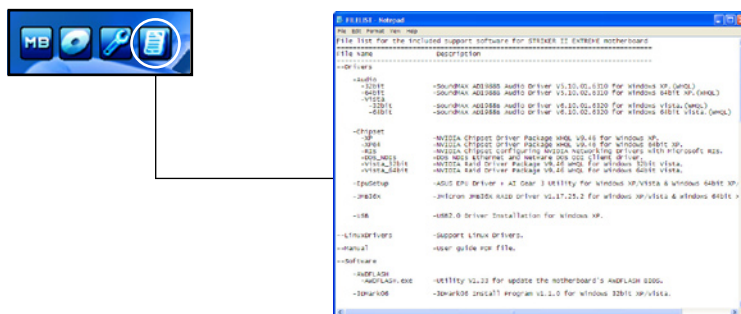 MB
FILELIST - Notepad
File Edit Format View Help
File list for the included support software for STRIKER II EXTREME motherboard
File Name Description
--Drivers
-Audio
-32bit -SoundMAX AD1988B Audio Driver V5.10.01.6310 for Windows XP.(WHQL)
-64bit -SoundMAX AD1988B Audio Driver V5.10.02.6310 for Windows 64bit XP.(WHQL)
-Vista
-32bit -SoundMAX AD1988B Audio Driver V6.10.01.6320 for Windows Vista.(WHQL)
-64bit -SoundMAX AD1988B Audio Driver V6.10.02.6320 for Windows 64bit Vista.(WHQL)
-Chipset
-XP -NVIDIA Chipset Driver Package WHQL V9.46 for Windows XP.
-XP64 -NVIDIA Chipset Driver Package WHQL V9.46 for Windows 64bit XP.
-RIS -NVIDIA Chipset Configuring NVIDIA Networking Drivers with Microsoft RIS.
-DOS_NDIS -DOS NDIS Ethernet and Netware DOS ODI Client driver.
-Vista_32bit -NVIDIA Raid Driver Package V9.46 WHQL for Windows 32bit Vista.
-Vista_64bit -NVIDIA Raid Driver Package V9.46 WHQL for Windows 64bit Vista.
-EpuSetup -ASUS EPU Driver + AI Gear 3 Utility for Windows XP/Vista & Windows 64bit XP/
-JMB36x -JMicron JMB36x RAID Driver V1.17.25.2 for Windows XP/Vista & Windows 64bit X
-USB -USB2.0 Driver Installation for Windows XP.
--LinuxDrivers -Support Linux Drivers.
--Manual -User guide PDF file.
--Software
-AWDFLASH
-AWDFLASH.exe -Utility V1.33 for update the motherboard's AWDFLASH BIOS.
-3DMark06 -3DMark06 Install Program V1.1.0 for Windows 32bit XP/Vista.